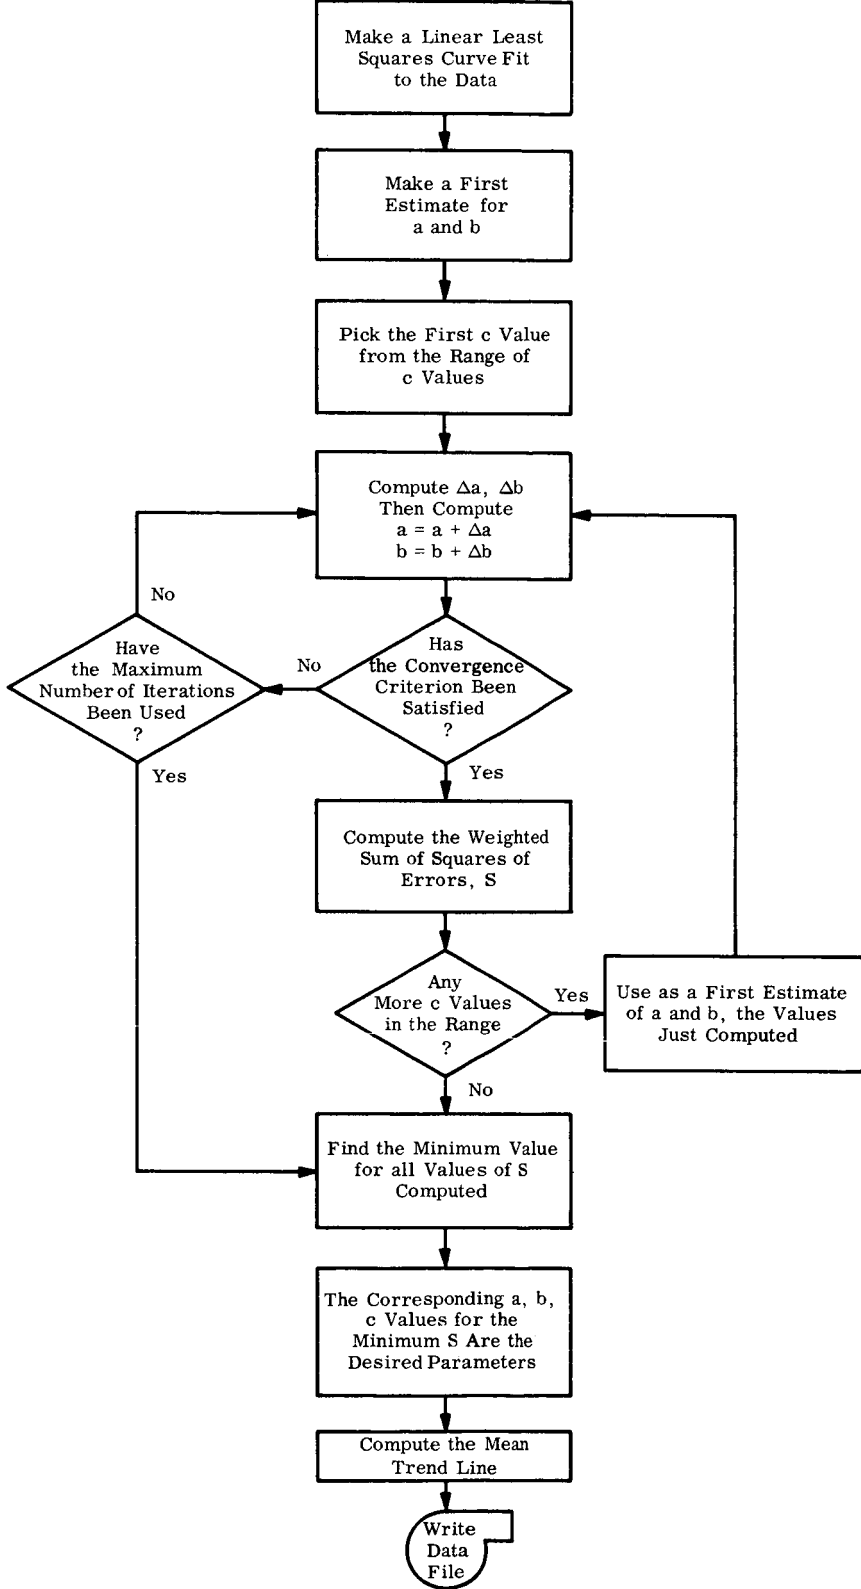 Make a Linear Least
Squares Curve Fit
to the Data
Make a First
Estimate for
a and b
Pick the First c Value
from the Range of
c Values
Compute Δa, Δb
Then Compute
a = a + Δa
b = b + Δb
No
Have
the Maximum
Number of Iterations
Been Used
?
No
Has
the Convergence
Criterion Been
Satisfied
?
Yes
Yes
Compute the Weighted
Sum of Squares of
Errors, S
Any
More c Values
in the Range
?
Yes
Use as a First Estimate
of a and b, the Values
Just Computed
No
Find the Minimum Value
for all Values of S
Computed
The Corresponding a, b,
c Values for the
Minimum S Are the
Desired Parameters
Compute the Mean
Trend Line
Write
Data
File